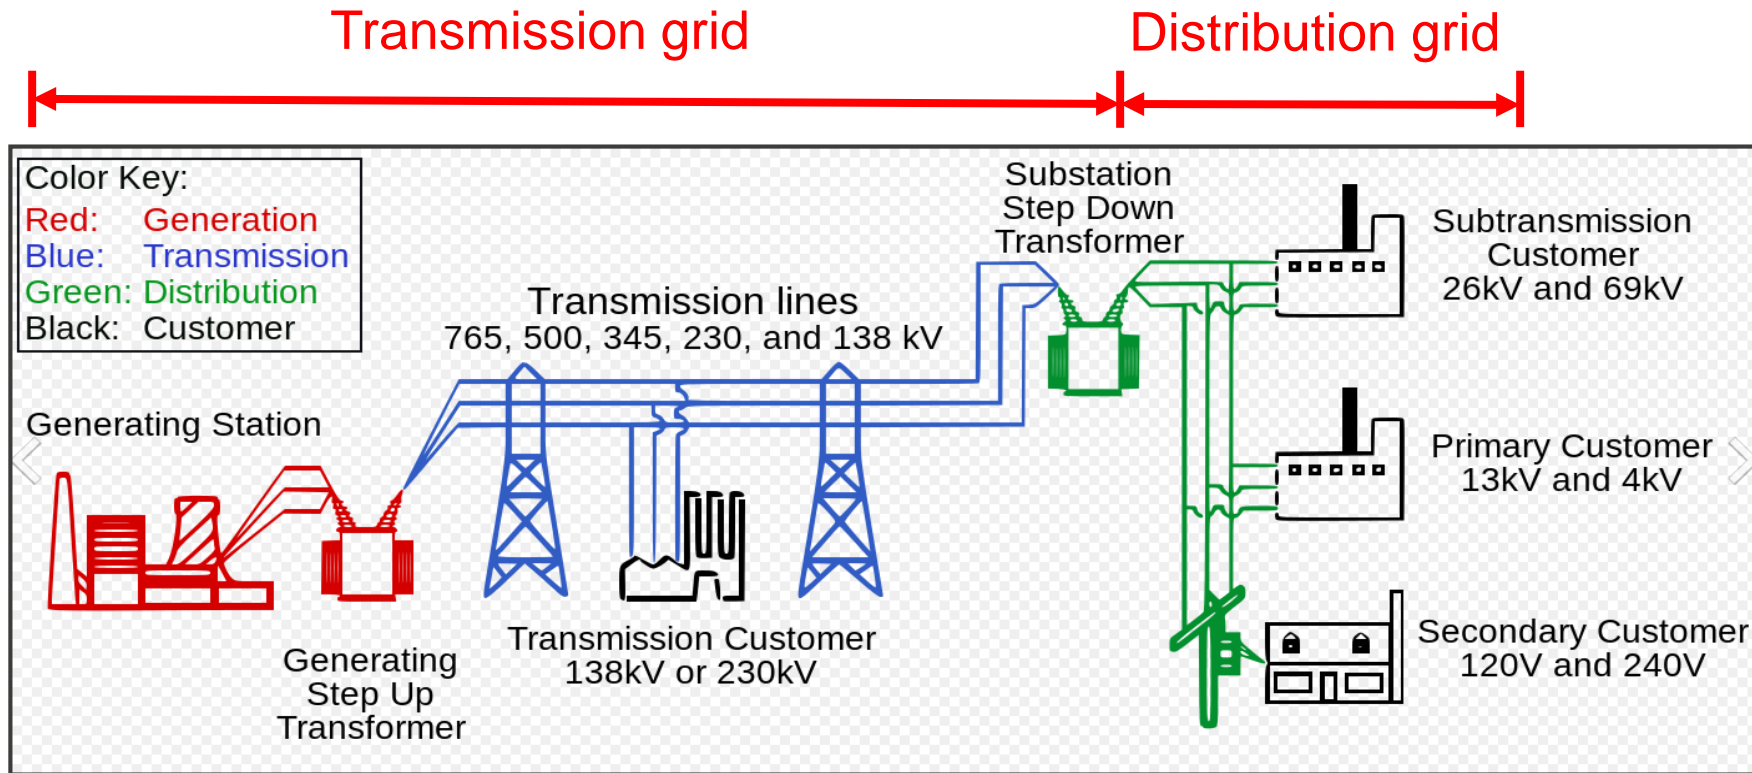 Transmission grid
Distribution grid
Color Key:
Red: Generation
Blue: Transmission
Green: Distribution
Black: Customer
Substation
Step Down
Transformer
Subtransmission
Customer
26kV and 69kV
Transmission lines
765, 500, 345, 230, and 138 kV
Generating Station
Primary Customer
13kV and 4kV
Transmission Customer
138kV or 230kV
Generating
Step Up
Transformer
Secondary Customer
120V and 240V